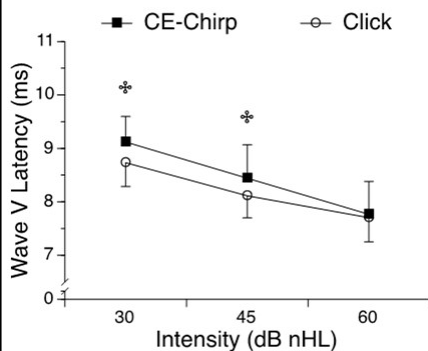 CE-Chirp Click
Wave V Latency (ms)
11
10
9
8
7
0
30 45 60
Intensity (dB nHL)